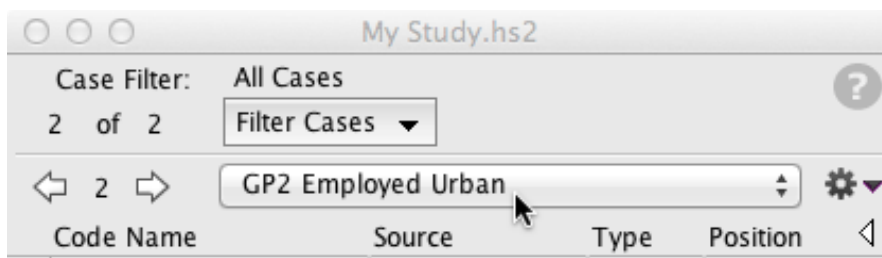 My Study.hs2
Case Filter: All Cases
?
2 of 2 Filter Cases
2 GP2 Employed Urban
Code Name Source Type Position